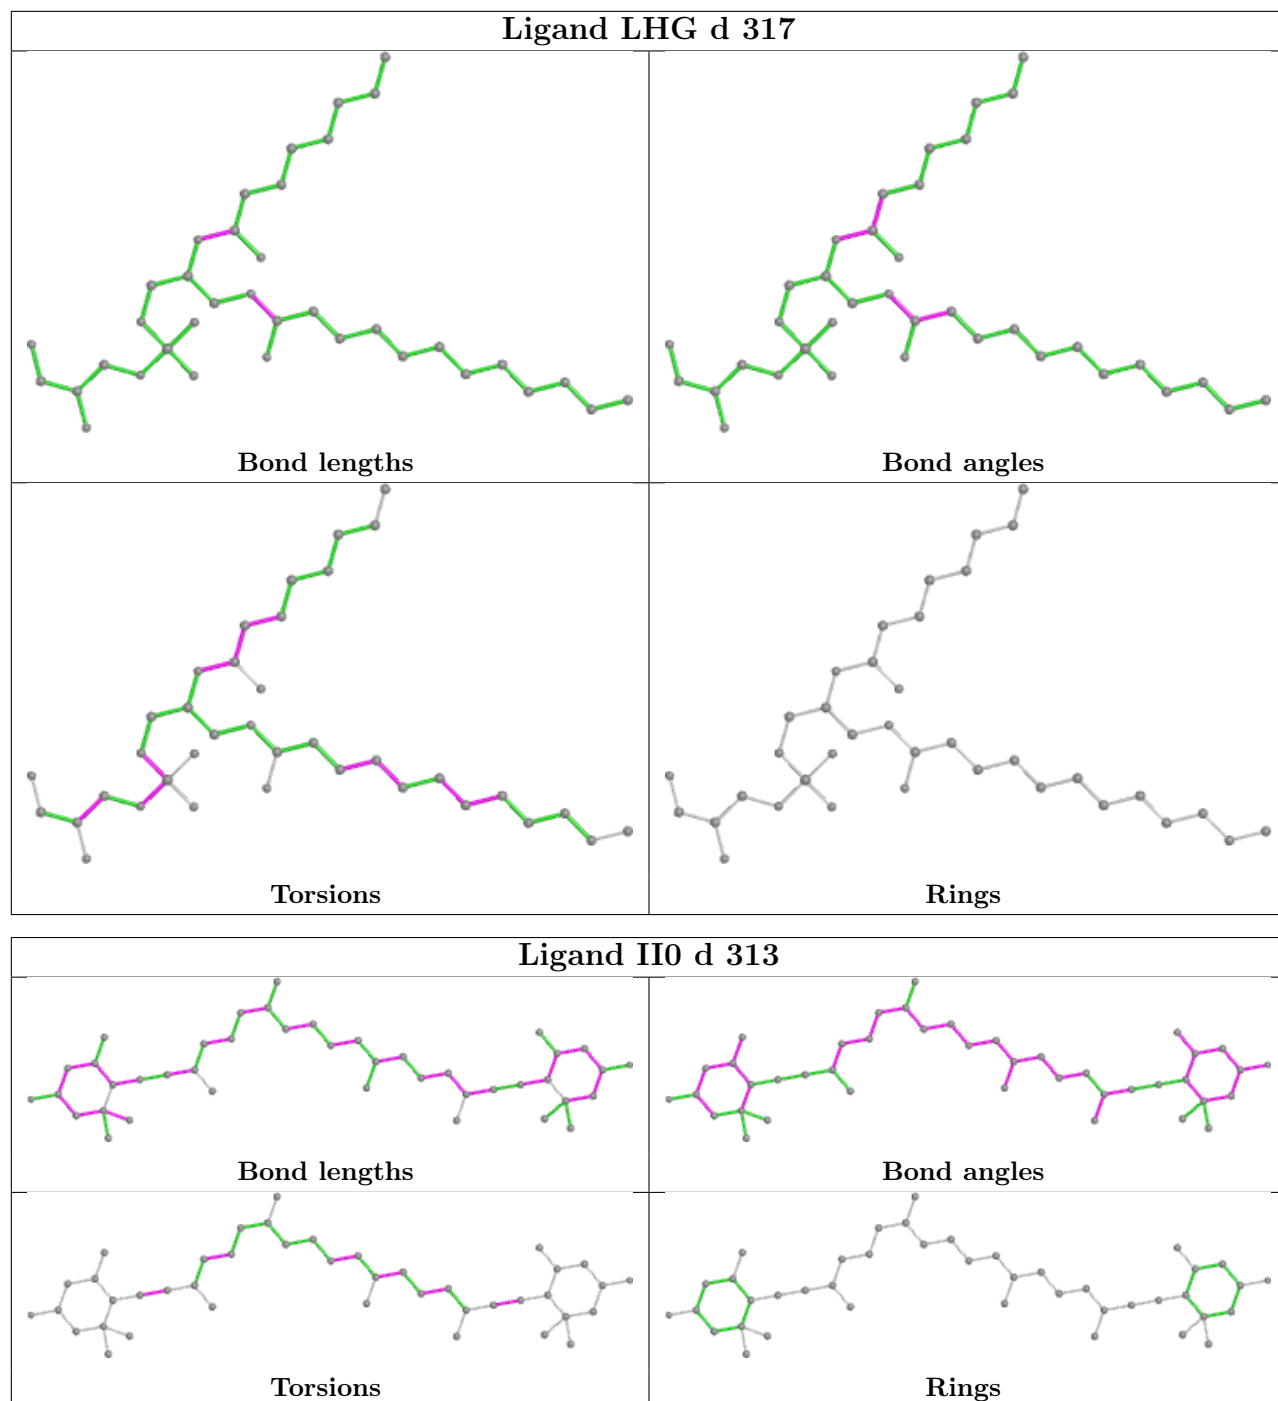 Ligand LHG d 317
Bond lengths
Bond angles
Torsions
Rings
Ligand II0 d 313
Bond lengths
Bond angles
Torsions
Rings